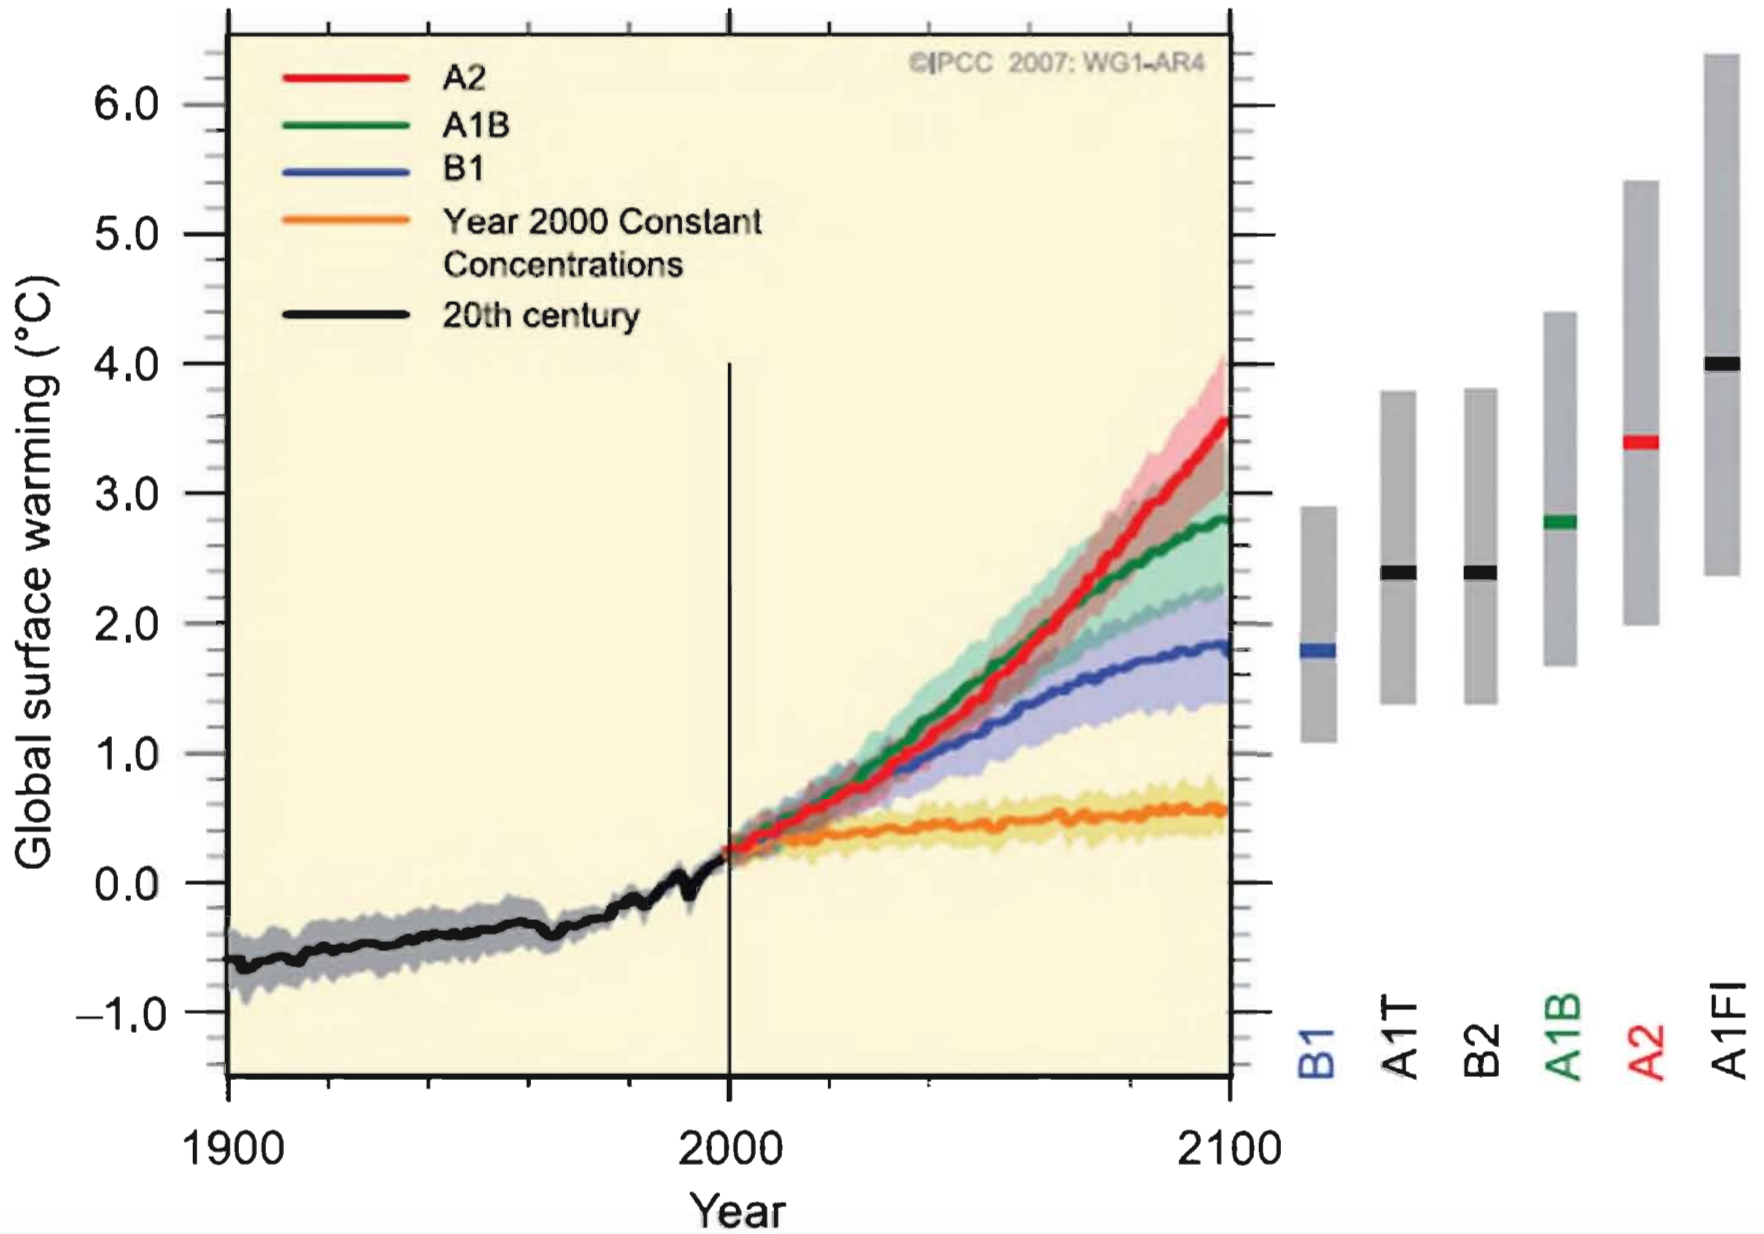 ©IPCC 2007: WG1-AR4
A2
A1B
B1
Year 2000 Constant
Concentrations
20th century
Global surface warming (°C)
6.0
5.0
4.0
3.0
2.0
1.0
0.0
–1.0
1900
2000
2100
Year
B1
A1T
B2
A1B
A2
A1FI